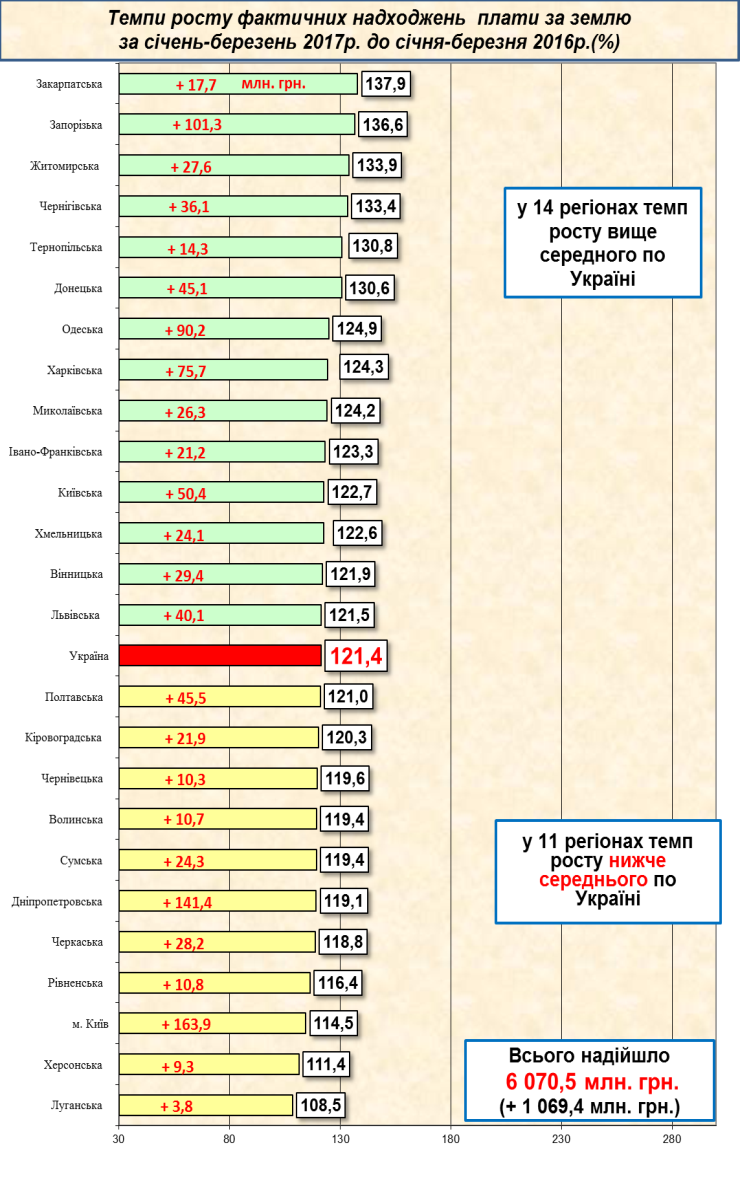 Темпи росту фактичних надходжень плати за землю
за січень-березень 2017р. до січня-березня 2016р.(%)
Закарпатська + 17,7 млн. грн. 137,9
Запорізька + 101,3 136,6
Житомирська + 27,6 133,9
Чернігівська + 36,1 133,4
у 14 регіонах темп
росту вище
середного по
Україні
Тернопільська + 14,3 130,8
Донецька + 45,1 130,6
Одеська + 90,2 124,9
Харківська + 75,7 124,3
Миколаївська + 26,3 124,2
Івано-Франківська + 21,2 123,3
Київська + 50,4 122,7
Хмельницька + 24,1 122,6
Вінницька + 29,4 121,9
Львівська + 40,1 121,5
Україна 121,4
Полтавська + 45,5 121,0
Кіровоградська + 21,9 120,3
Чернівецька + 10,3 119,6
Волинська + 10,7 119,4
Сумська + 24,3 119,4
у 11 регіонах темп
росту нижче
середнього по
Україні
Дніпропетровська + 141,4 119,1
Черкаська + 28,2 118,8
Рівненська + 10,8 116,4
м. Київ + 163,9 114,5
Херсонська + 9,3 111,4
Луганська + 3,8 108,5
Всього надійшло
6 070,5 млн. грн.
(+ 1 069,4 млн. грн.)
30 80 130 180 230 280